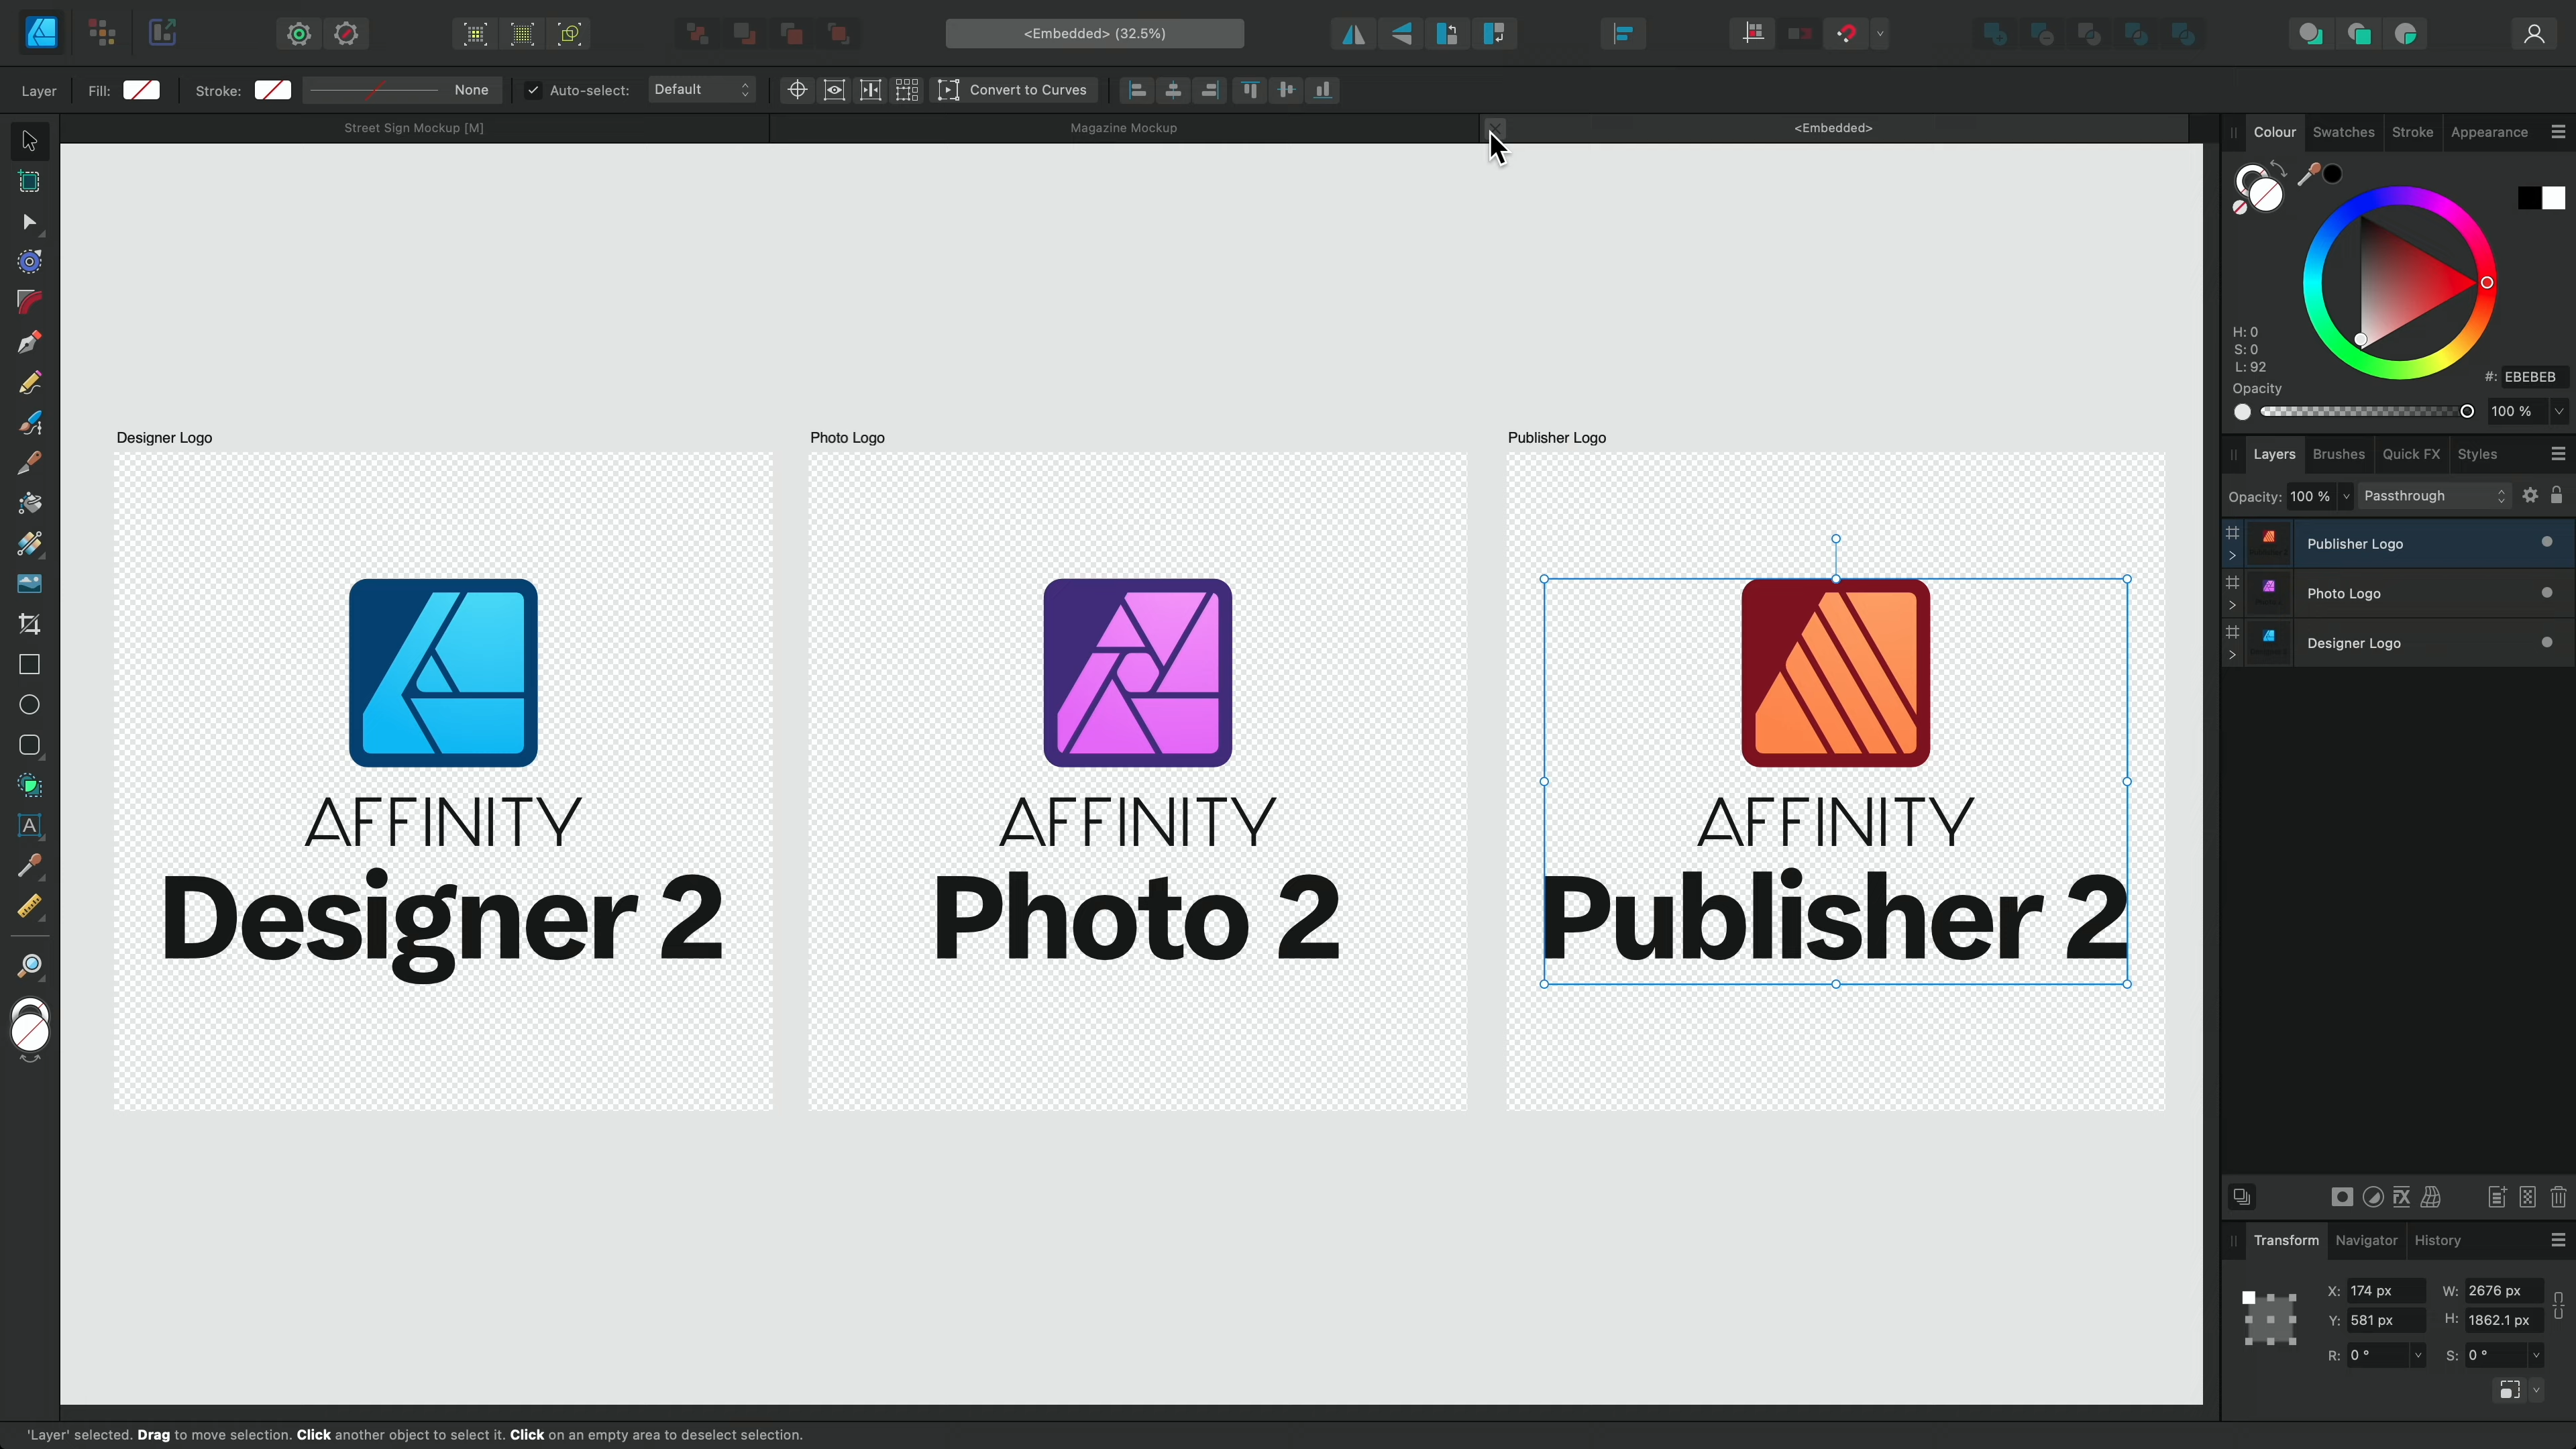 <Embedded> (32.5%)
Layer Fill: Stroke: None Auto-select: Default Convert to Curves
Street Sign Mockup [M] Magazine Mockup <Embedded>
Colour Swatches Stroke Appearance
H: 0
S: 0
L: 92
#: EBEBEB
Opacity
100 %
Layers Brushes Quick FX Styles
Opacity: 100 % Passthrough
Publisher Logo
Photo Logo
Designer Logo
Designer Logo Photo Logo Publisher Logo
AFFINITY
Designer 2
AFFINITY
Photo 2
AFFINITY
Publisher 2
Transform Navigator History
X: 174 px W: 2676 px
Y: 581 px H: 1862.1 px
R: 0 ° S: 0 °
'Layer' selected. Drag to move selection. Click another object to select it. Click on an empty area to deselect selection.